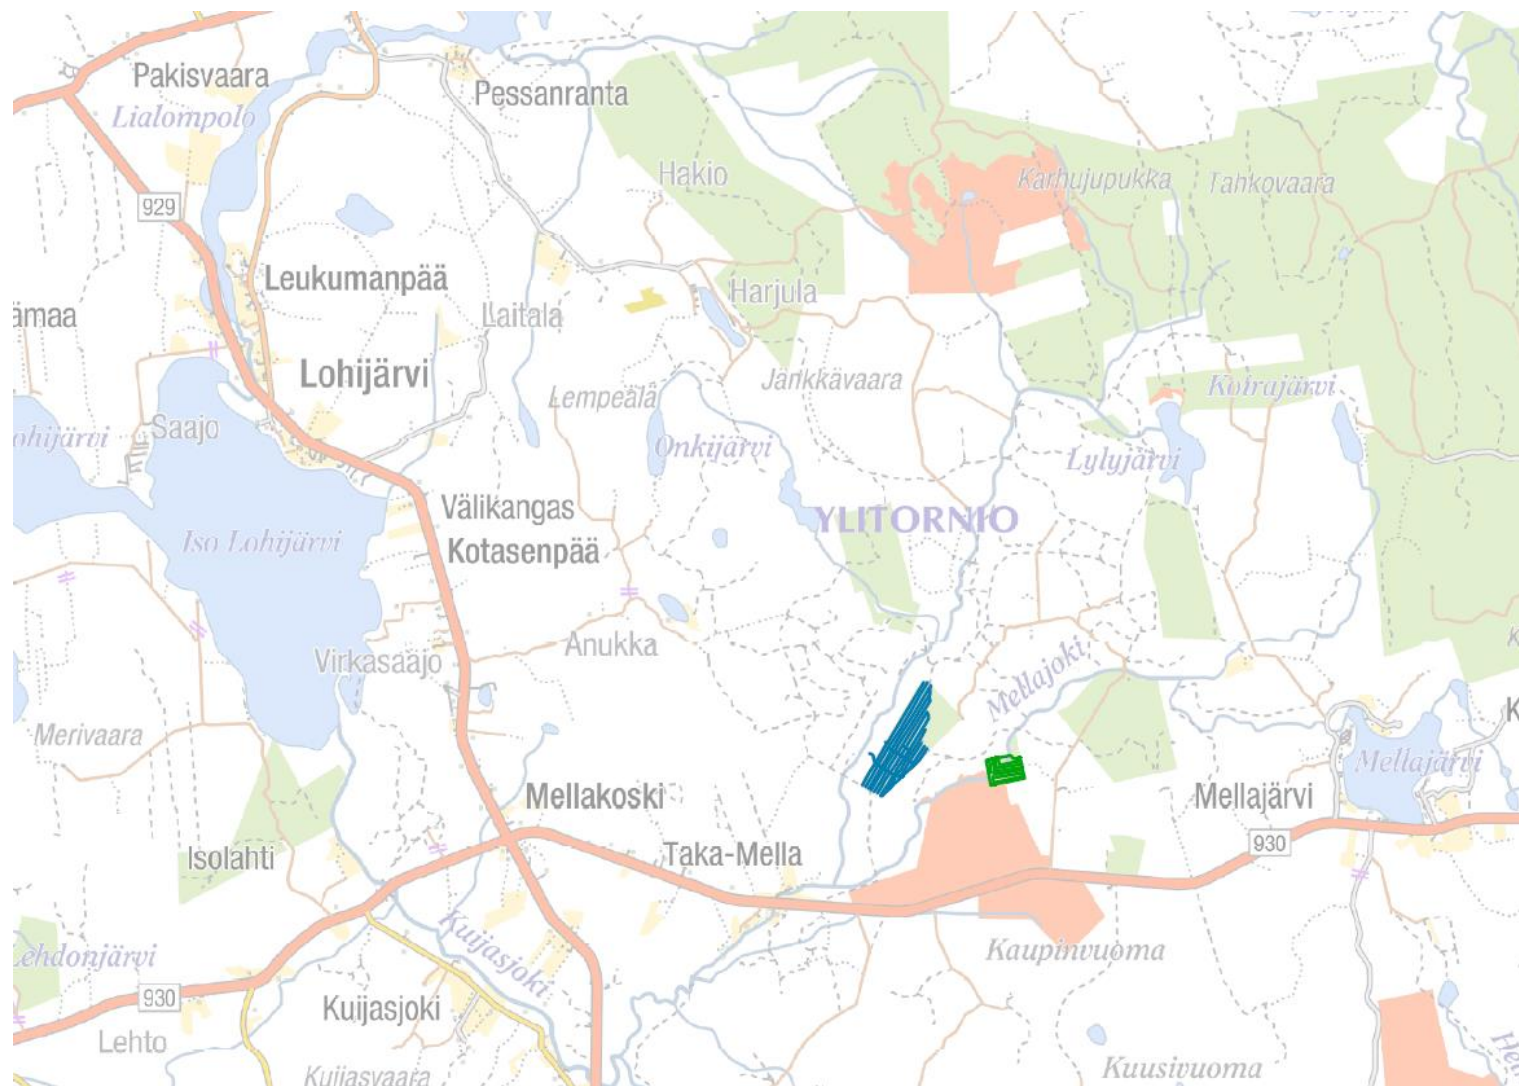 Pakisvaara
Lialompolo
Pessanranta
Hakio
Karhujupukka
Tahkovaara
929
Leukumanpää
Harjula
Laitala
Lohijärvi
Jänkkävaara
Lempeälä
Koirajärvi
Saajo
Onkijärvi
Lylyjärvi
Välikangas
YLITORNIO
Iso Lohijärvi
Kotasenpää
Anukka
Virkasaajo
Mellajoki
Merivaara
Mellajärvi
Mellakoski
Mellajärvi
Isolahti
Taka-Mella
930
Kuijasjoki
Kaupinvuoma
Lehdonjärvi
930
Kuijasjoki
Lehto
Kuusivuoma
Kuijasvaara